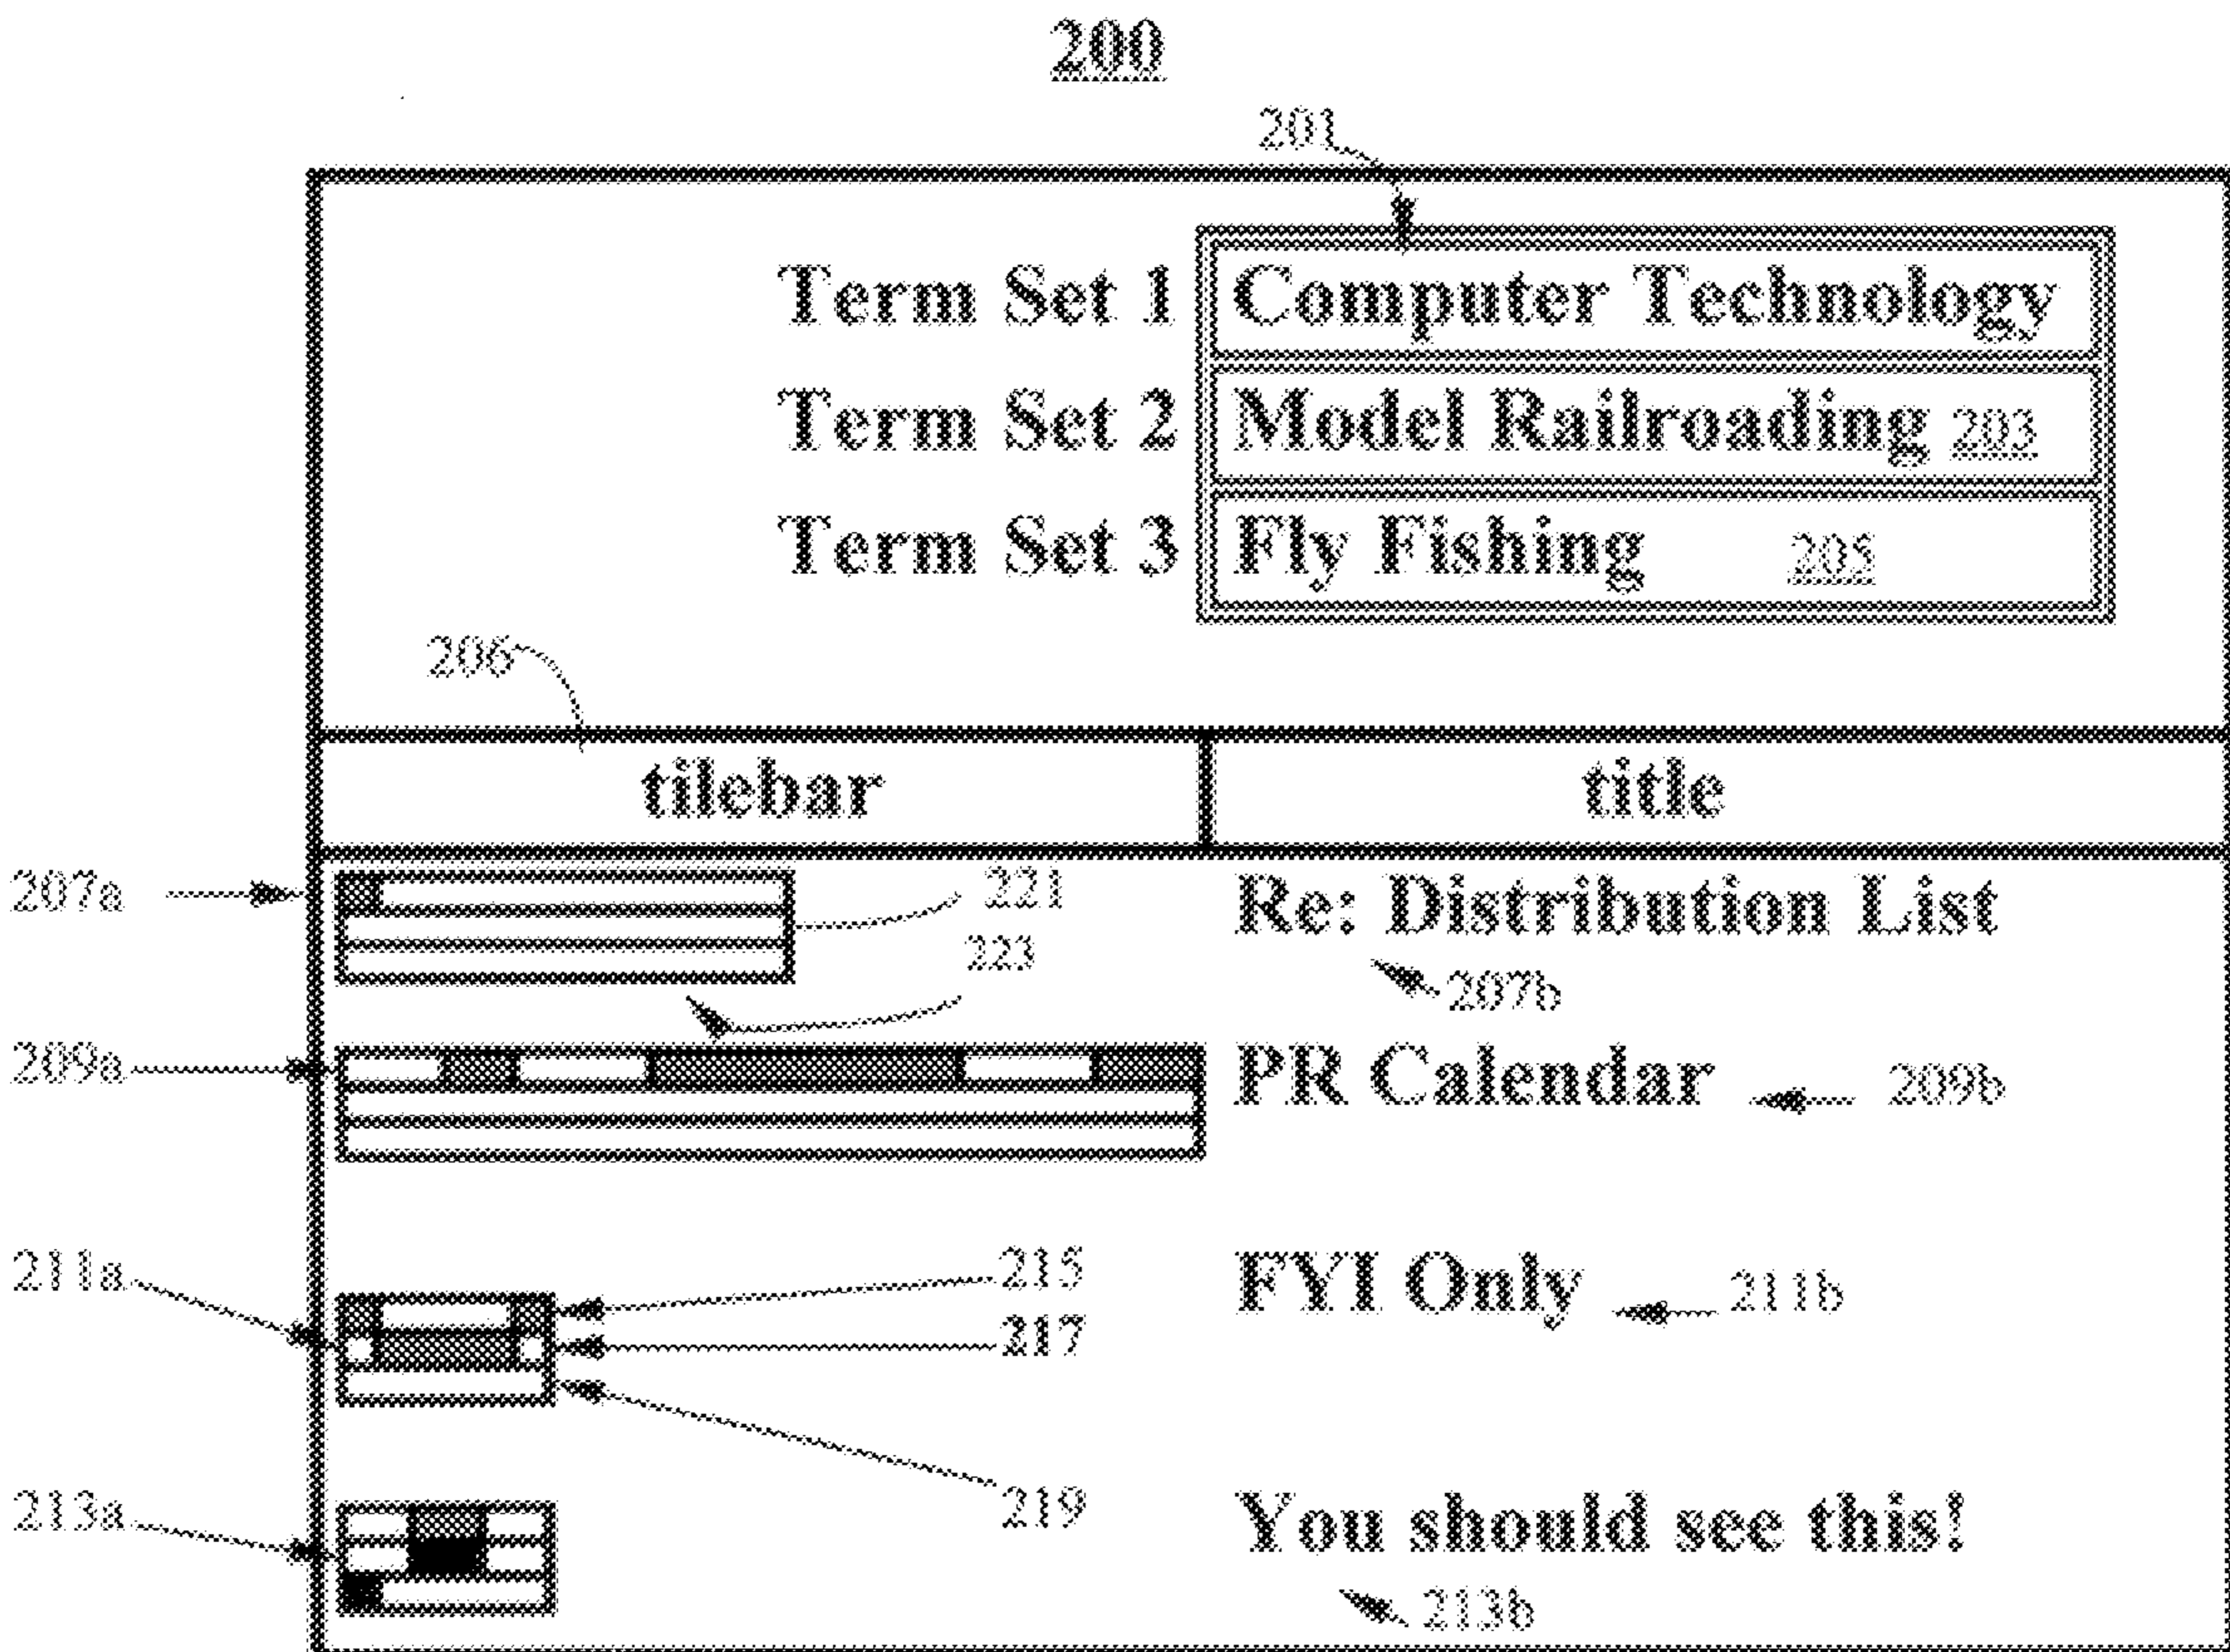 200
201
Term Set 1 Computer Technology
Term Set 2 Model Railroading 203
Term Set 3 Fly Fishing 205
206
tilebar title
207a 221 Re: Distribution List
223 207b
209a PR Calendar 209b
211a 215 FYI Only 211b
217
213a 219 You should see this!
213b